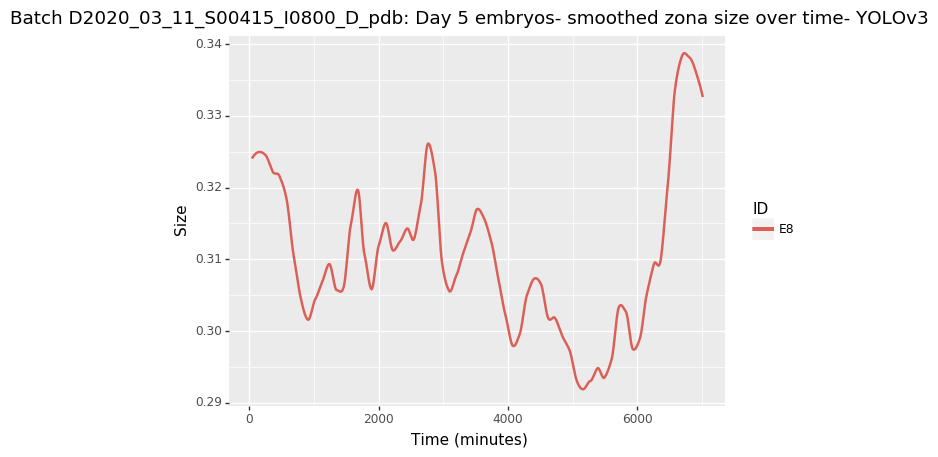 Batch D2020_03_11_S00415_I0800_D_pdb: Day 5 embryos- smoothed zona size over time- YOLOv3
0.34
0.33
0.32
0.31
0.30
0.29
Size
0
2000
4000
6000
Time (minutes)
ID
E8